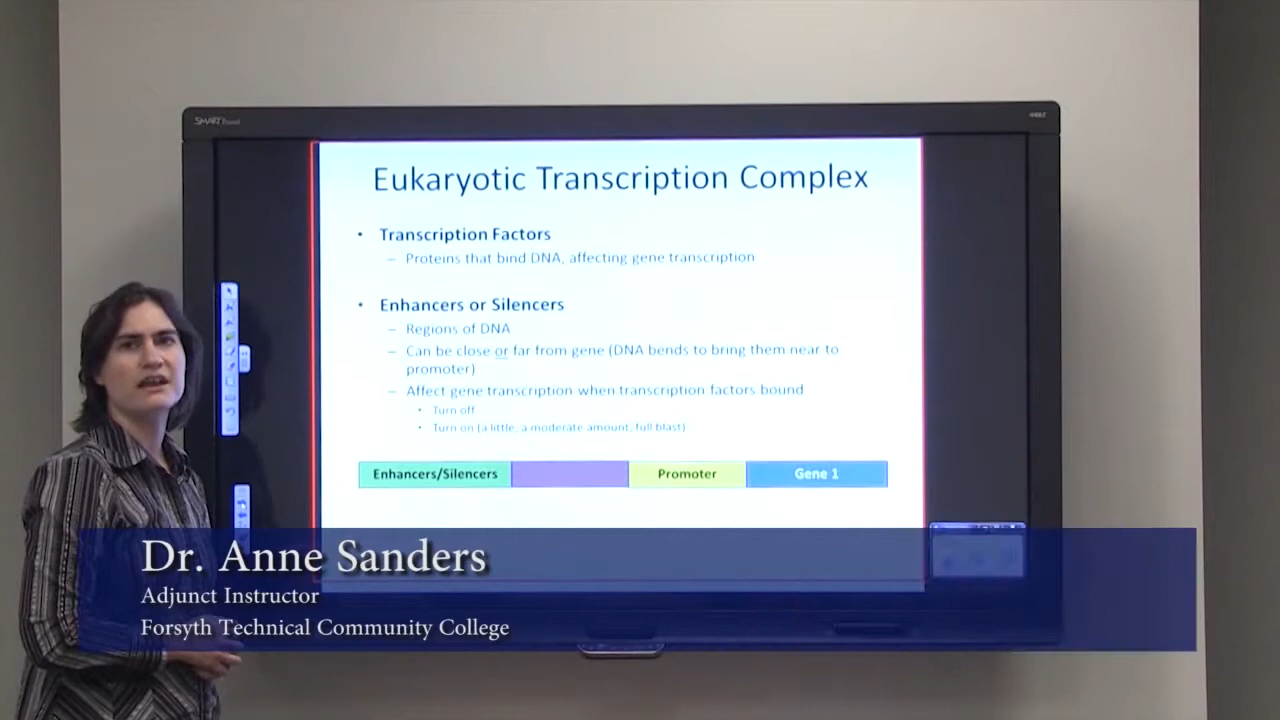 SMART Board
Eukaryotic Transcription Complex
• Transcription Factors
– Proteins that bind DNA, affecting gene transcription
• Enhancers or Silencers
– Regions of DNA
– Can be close or far from gene (DNA bends to bring them near to
promoter)
– Affect gene transcription when transcription factors bound
• Turn off
• Turn on (a little, a moderate amount, full blast)
Enhancers/Silencers Promoter Gene 1
Dr. Anne Sanders
Adjunct Instructor
Forsyth Technical Community College